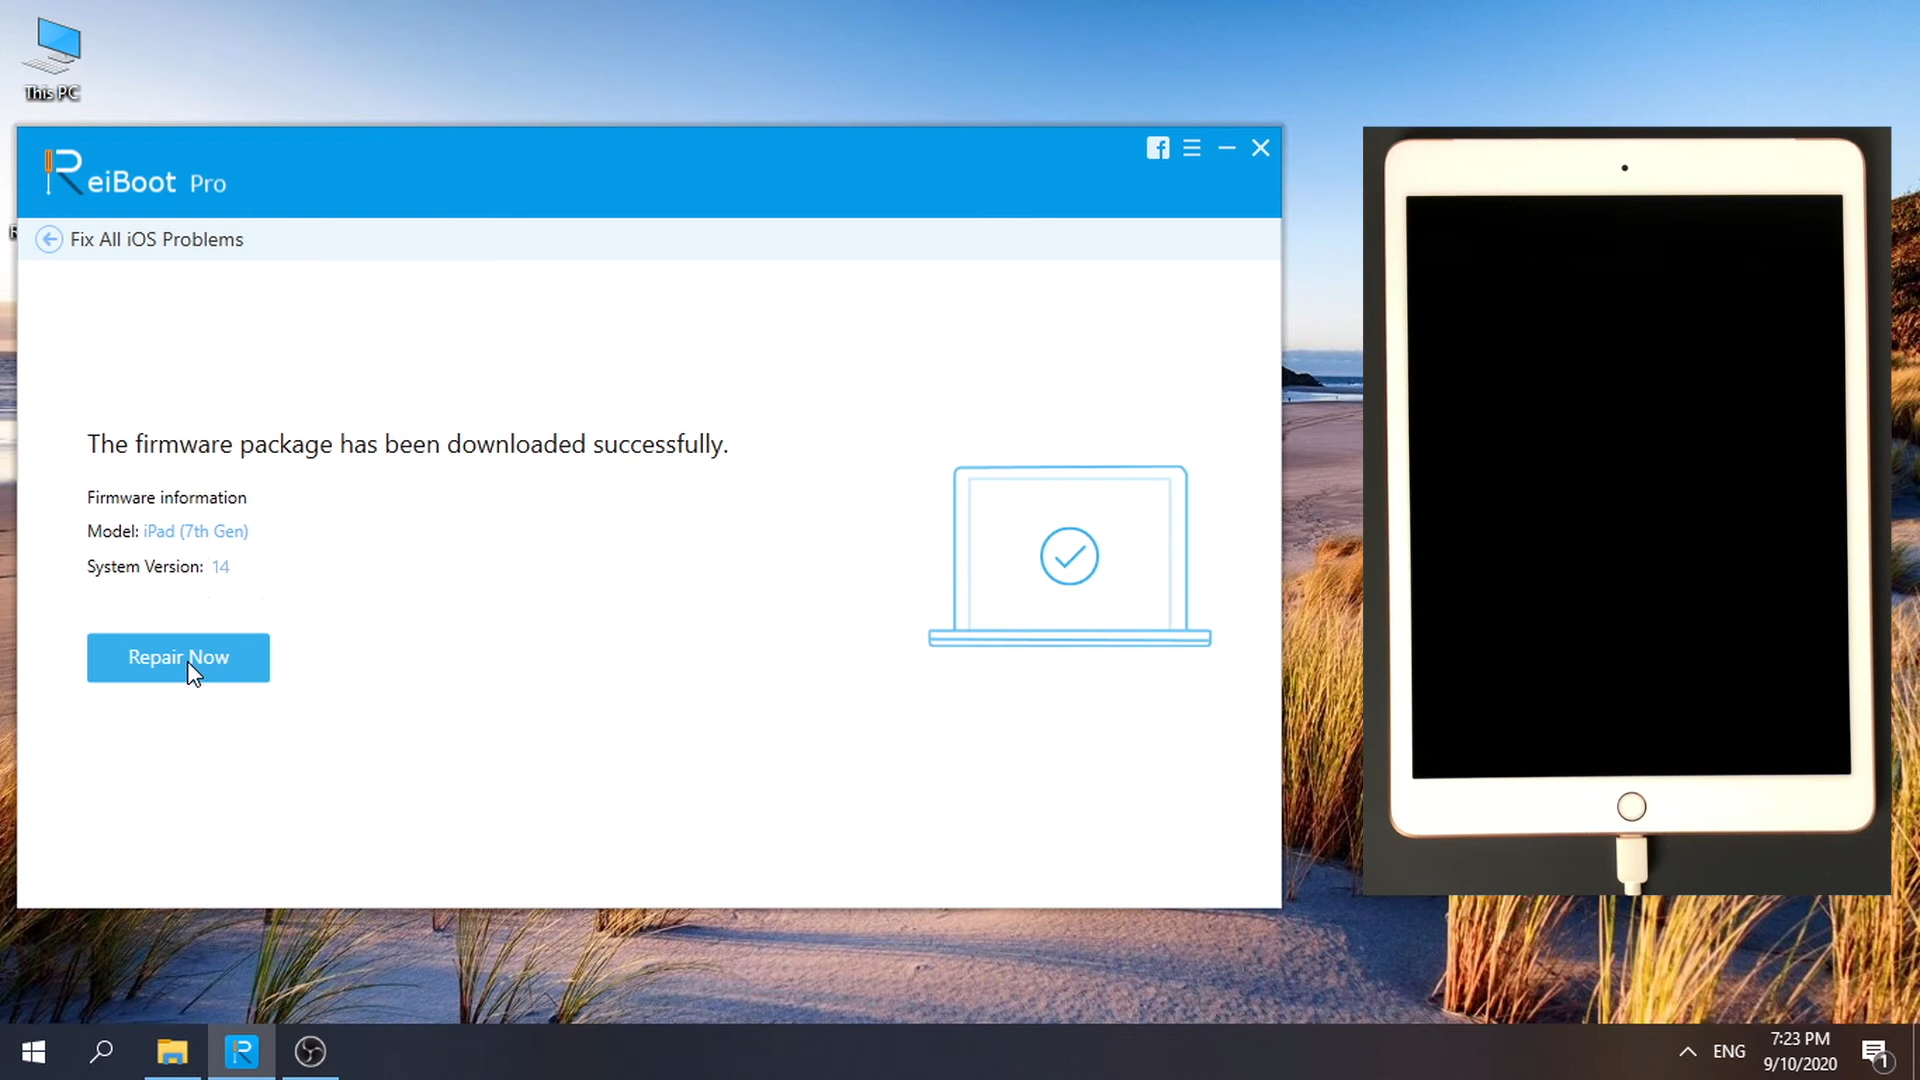 This PC
ReiBoot Pro
Fix All iOS Problems
The firmware package has been downloaded successfully.
Firmware information
Model: iPad (7th Gen)
System Version: 14
Repair Now
ENG
7:23 PM
9/10/2020
1